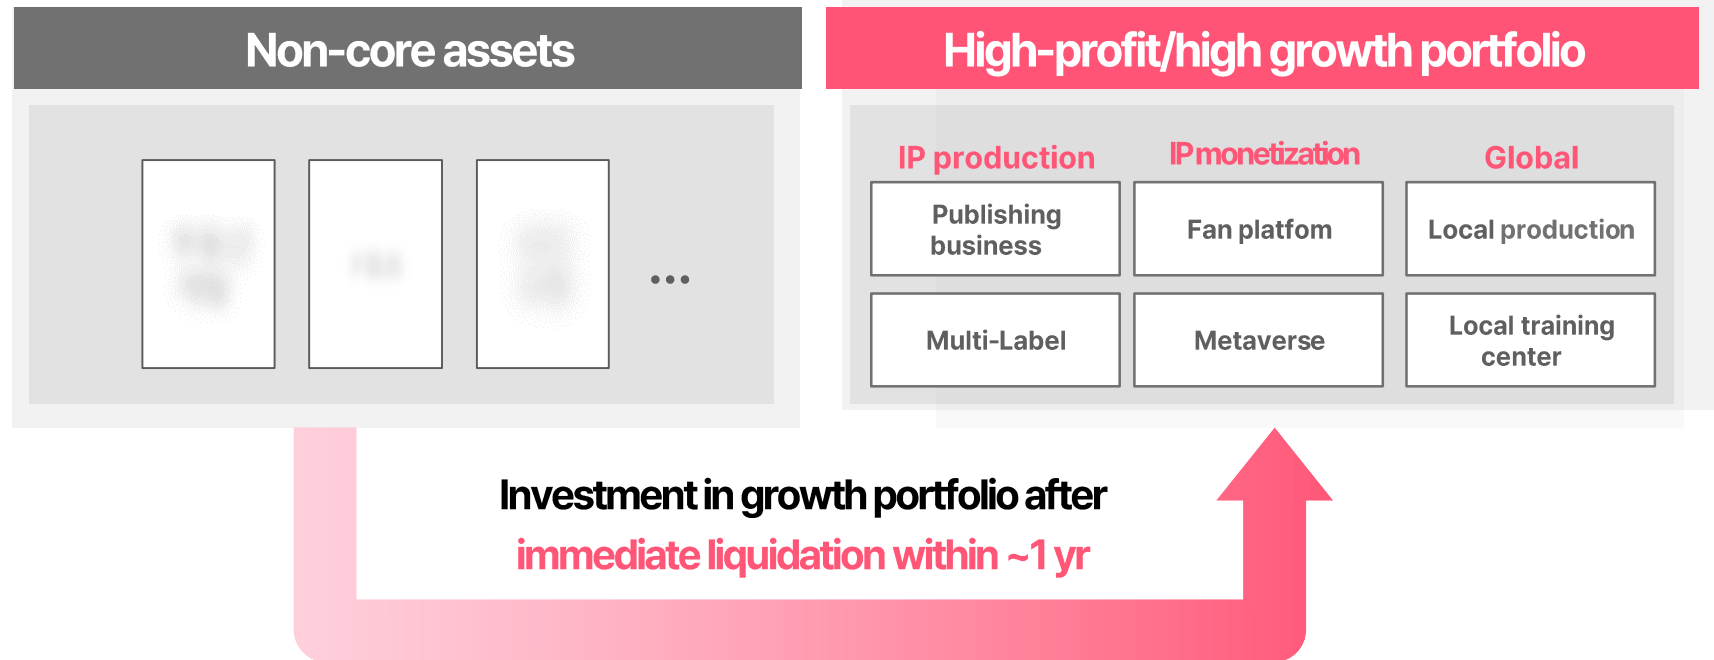 Non-core assets
High-profit/high growth portfolio
IP production
IP monetization
Global
Publishing
business
Fan platfom
Local production
Multi-Label
Metaverse
Local training
center
...
Investment in growth portfolio after
immediate liquidation within ~1 yr